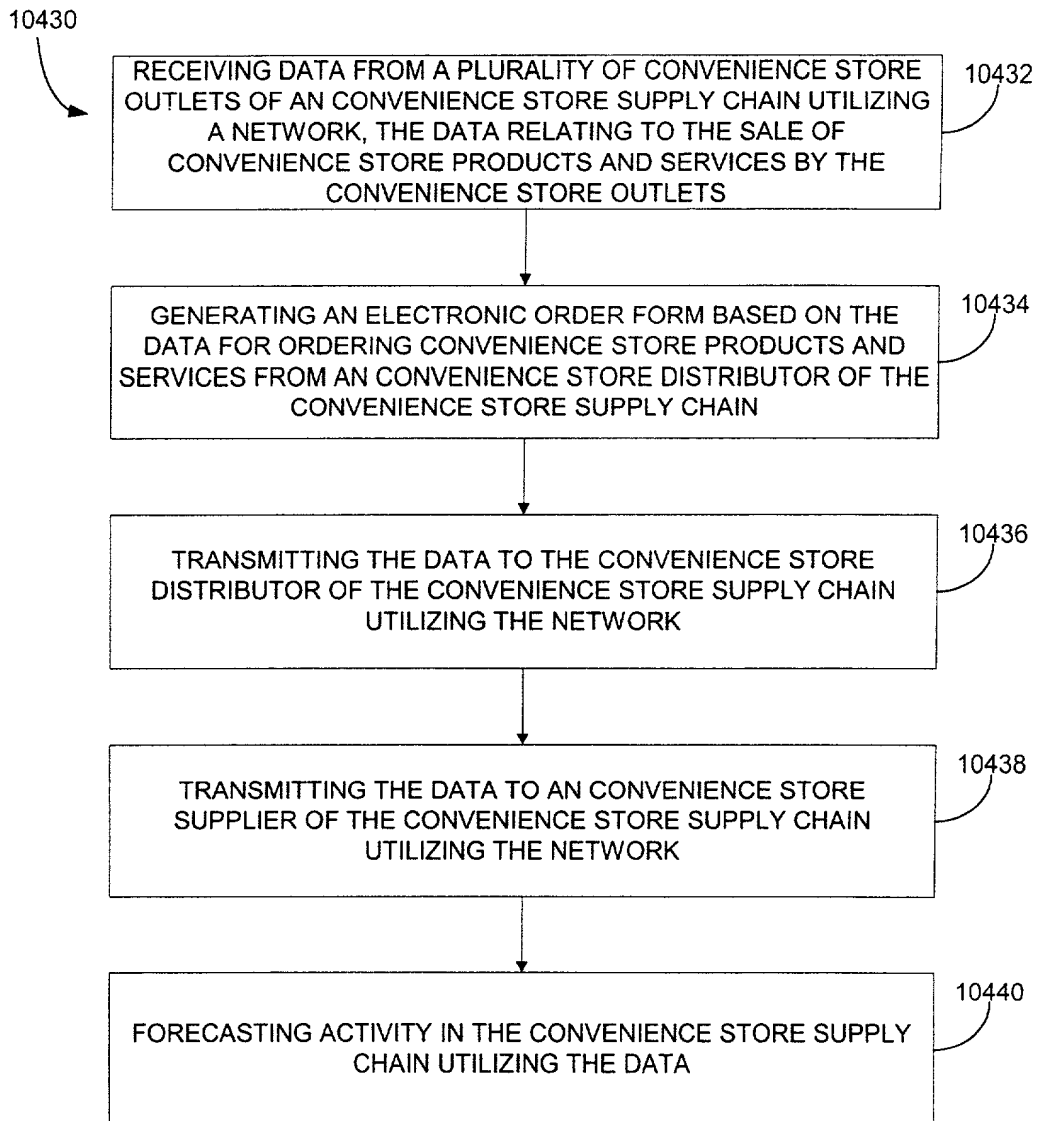 10430
RECEIVING DATA FROM A PLURALITY OF CONVENIENCE STORE
OUTLETS OF AN CONVENIENCE STORE SUPPLY CHAIN UTILIZING
A NETWORK, THE DATA RELATING TO THE SALE OF
CONVENIENCE STORE PRODUCTS AND SERVICES BY THE
CONVENIENCE STORE OUTLETS
10432
GENERATING AN ELECTRONIC ORDER FORM BASED ON THE
DATA FOR ORDERING CONVENIENCE STORE PRODUCTS AND
SERVICES FROM AN CONVENIENCE STORE DISTRIBUTOR OF THE
CONVENIENCE STORE SUPPLY CHAIN
10434
TRANSMITTING THE DATA TO THE CONVENIENCE STORE
DISTRIBUTOR OF THE CONVENIENCE STORE SUPPLY CHAIN
UTILIZING THE NETWORK
10436
TRANSMITTING THE DATA TO AN CONVENIENCE STORE
SUPPLIER OF THE CONVENIENCE STORE SUPPLY CHAIN
UTILIZING THE NETWORK
10438
FORECASTING ACTIVITY IN THE CONVENIENCE STORE SUPPLY
CHAIN UTILIZING THE DATA
10440